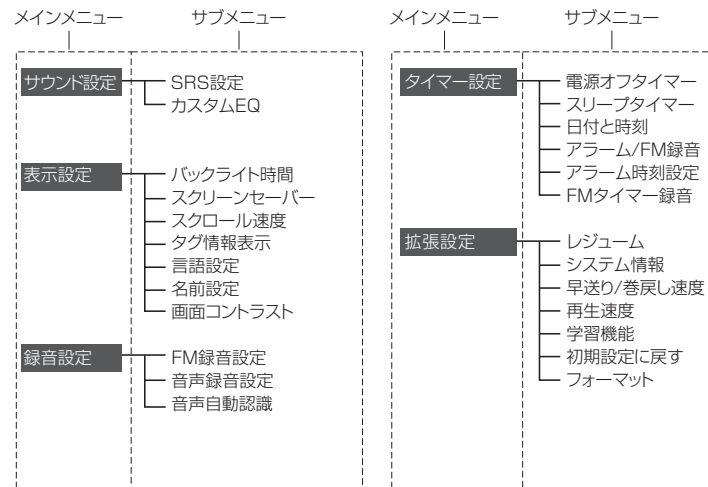 メインメニュー サブメニュー
サウンド設定
SRS設定
カスタムEQ
表示設定
バックライト時間
スクリーンセーバー
スクロール速度
タグ情報表示
言語設定
名前設定
画面コントラスト
録音設定
FM録音設定
音声録音設定
音声自動認識
メインメニュー サブメニュー
タイマー設定
電源オフタイマー
スリープタイマー
日付と時刻
アラーム/FM録音
アラーム時刻設定
FMタイマー録音
拡張設定
レジューム
システム情報
早送り/巻戻し速度
再生速度
学習機能
初期設定に戻す
フォーマット